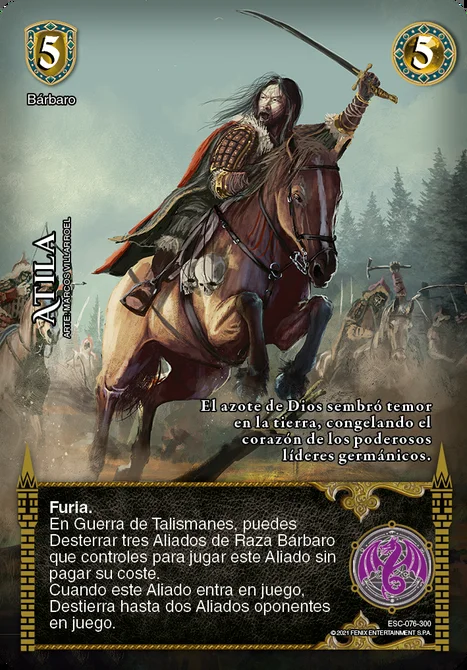 5
5
Bárbaro
ATILA
ARTE: MARCOS VILLARROEL
El azote de Dios sembró temor
en la tierra, congelando el
corazón de los poderosos
líderes germánicos.
Furia.
En Guerra de Talismanes, puedes
Desterrar tres Aliados de Raza Bárbaro
que controles para jugar este Aliado sin
pagar su coste.
Cuando este Aliado entra en juego,
Destierra hasta dos Aliados oponentes
en juego.
ESC-076-300
©2021 FENIX ENTERTAINMENT S.P.A.